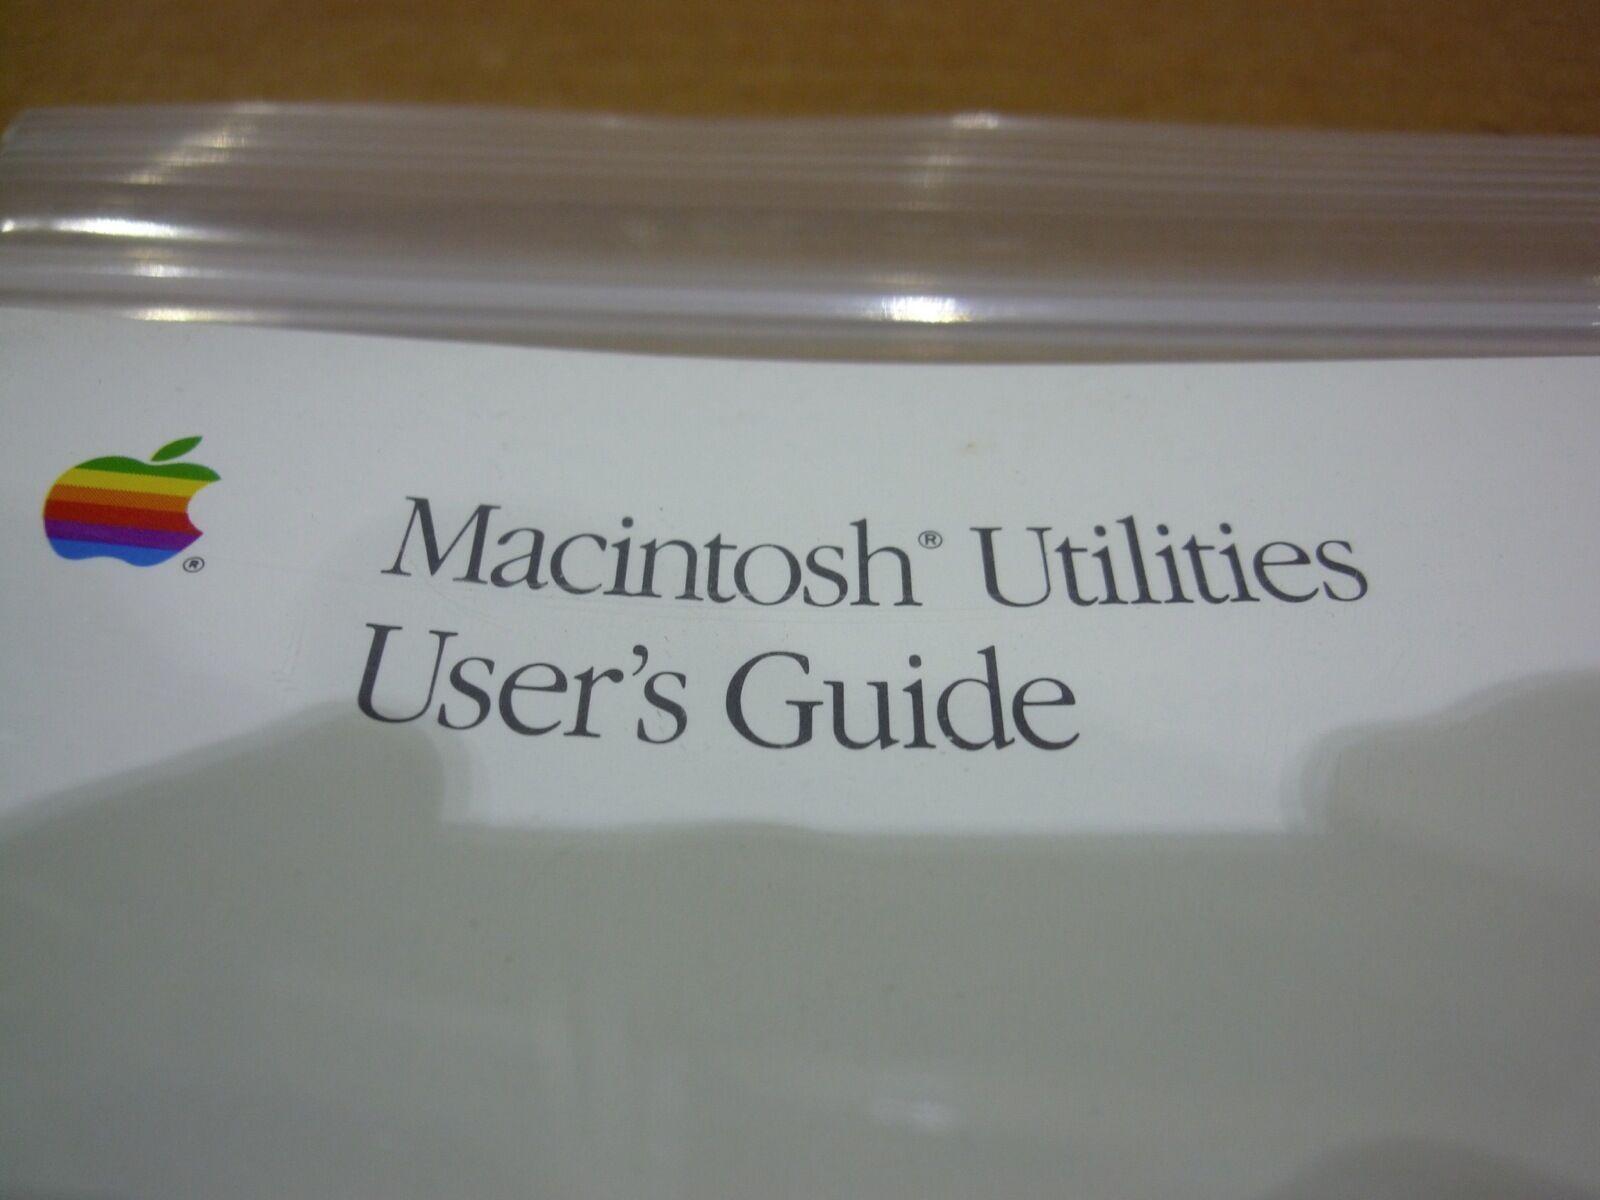 Macintosh® Utilities
User's Guide
®